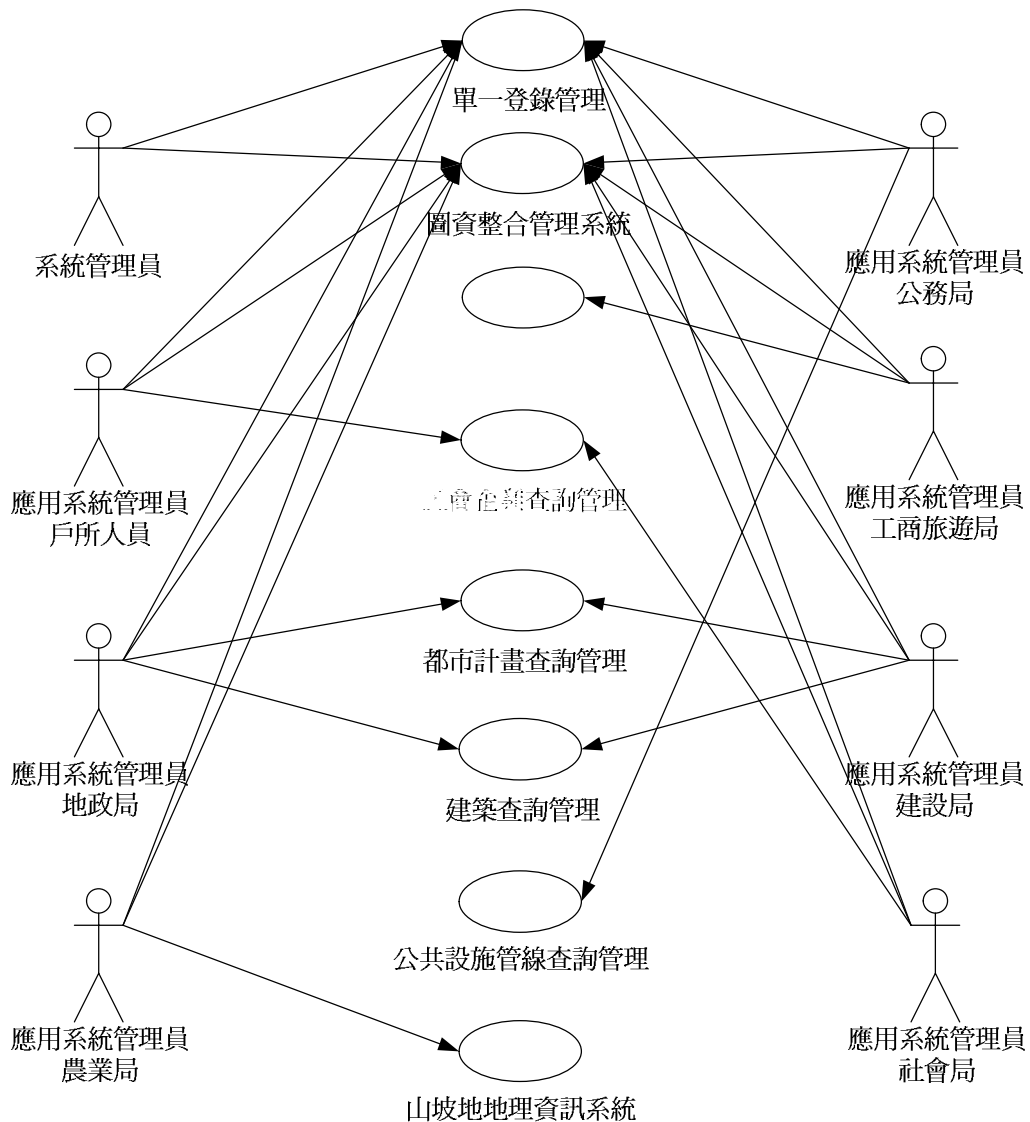 單一登錄管理
圖資整合管理系統
系統管理員
應用系統管理員
公務局
應用系統管理員
戶所人員
查詢管理
應用系統管理員
工商旅遊局
都市計畫查詢管理
應用系統管理員
地政局
建築查詢管理
應用系統管理員
建設局
公共設施管線查詢管理
應用系統管理員
農業局
應用系統管理員
社會局
山坡地地理資訊系統